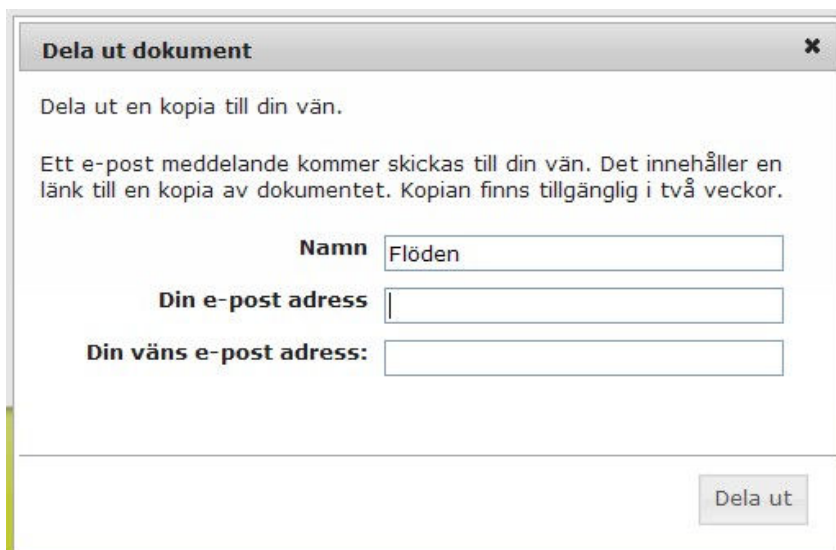 Dela ut dokument
Dela ut en kopia till din vän.
Ett e-post meddelande kommer skickas till din vän. Det innehåller en
länk till en kopia av dokumentet. Kopian finns tillgänglig i två veckor.
Namn Flöden
Din e-post adress
Din väns e-post adress:
Dela ut